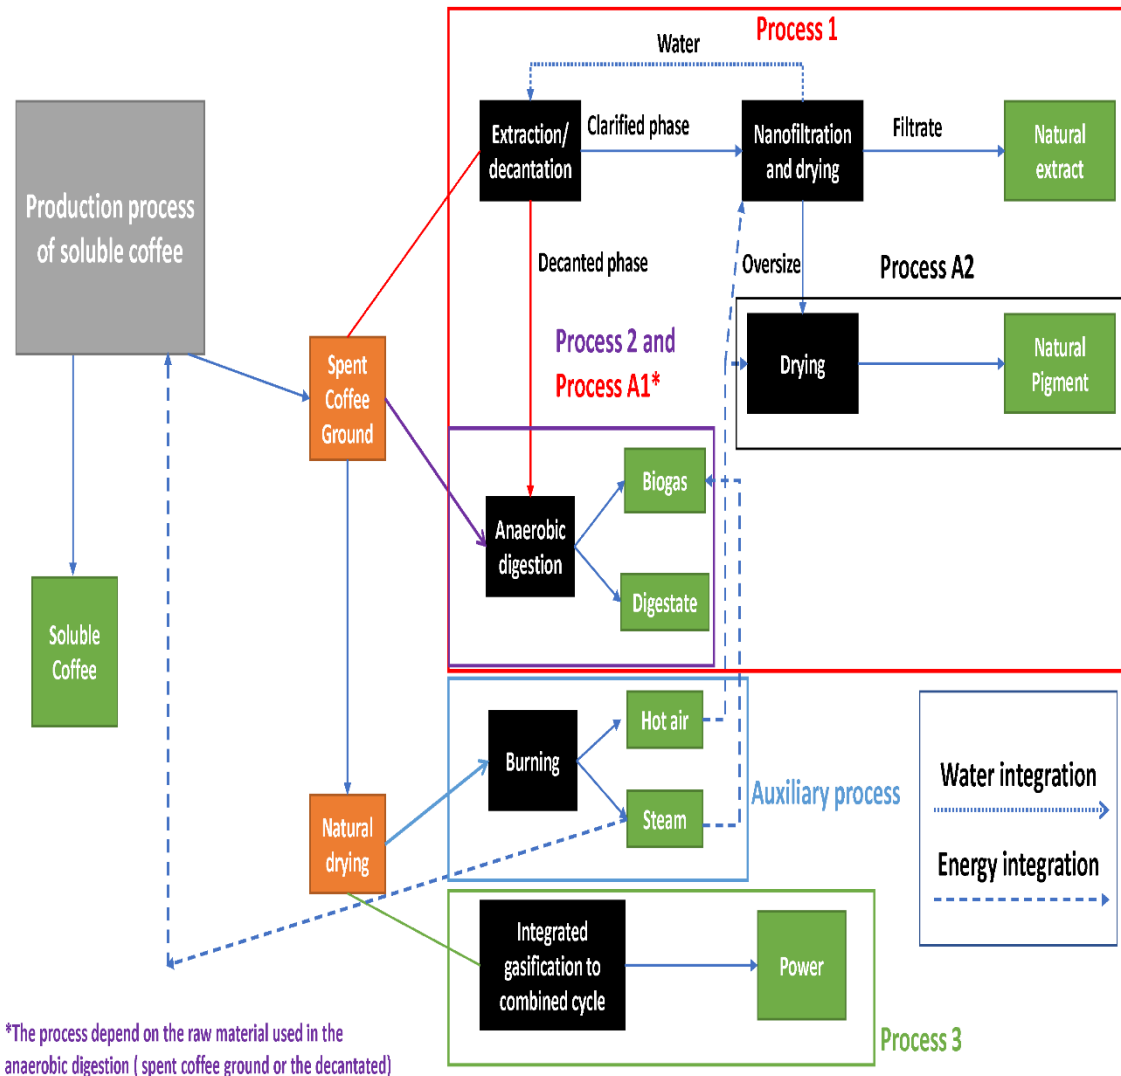 Process 1
Water
Extraction/
decantation
Clarified phase
Nanofiltration
and drying
Filtrate
Natural
extract
Production process
of soluble coffee
Decanted phase
Oversize
Process A2
Spent
Coffee
Ground
Process 2 and
Process A1*
Drying
Natural
Pigment
Biogas
Anaerobic
digestion
Digestate
Soluble
Coffee
Hot air
Burning
Steam
Auxiliary process
Water integration
Energy integration
Natural
drying
Integrated
gasification to
combined cycle
Power
Process 3
*The process depend on the raw material used in the
anaerobic digestion ( spent coffee ground or the decantated)